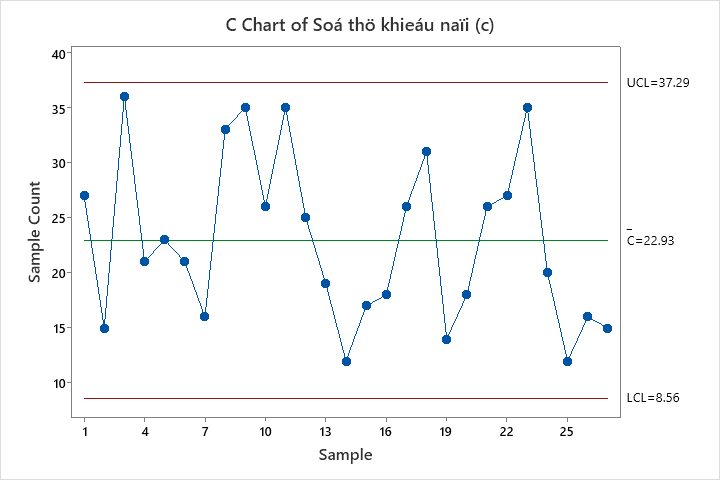 C Chart of Soá thö khieáu naïi (c)
40
35
30
25
20
15
10
Sample Count
UCL=37.29
_
C=22.93
LCL=8.56
1 4 7 10 13 16 19 22 25
Sample